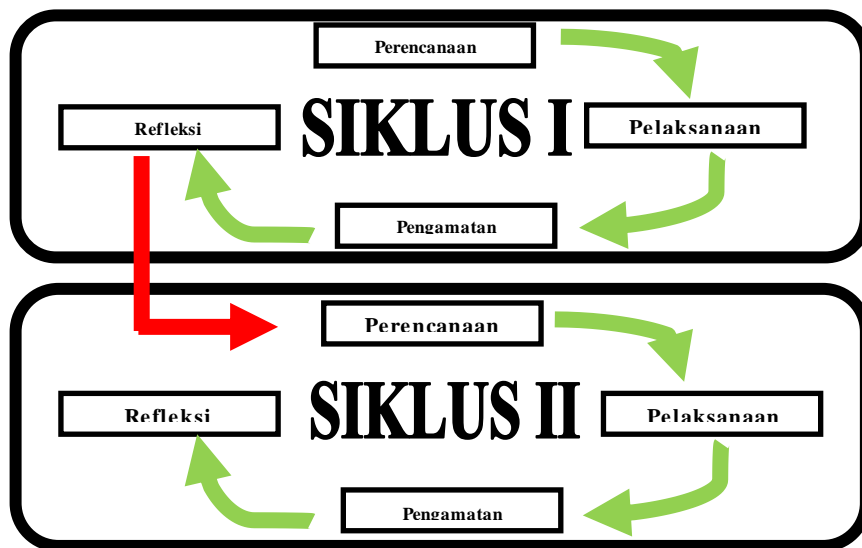 Perencanaan
Refleksi
SIKLUS I
Pelaksanaan
Pengamatan
Perencanaan
Refleksi
SIKLUS II
Pelaksanaan
Pengamatan